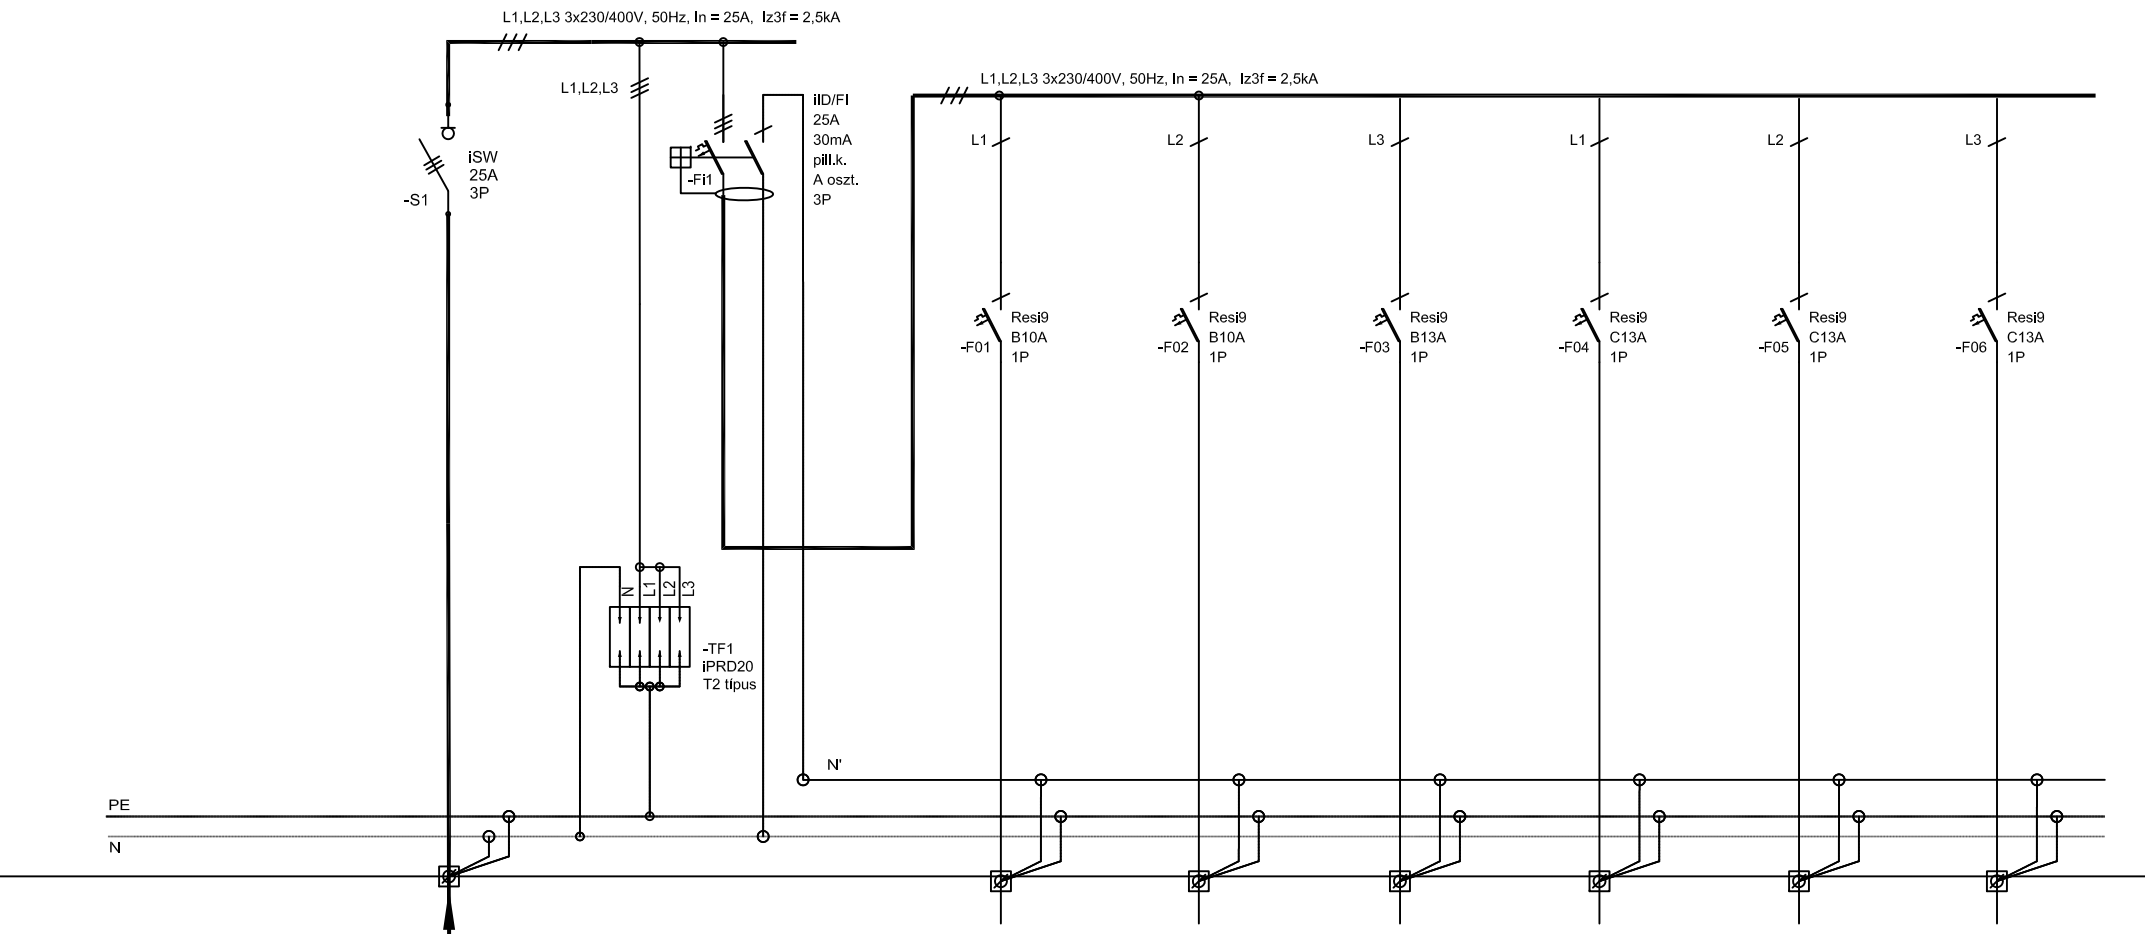 L1,L2,L3 3x230/400V, 50Hz, In = 25A, Iz3f = 2,5kA
L1,L2,L3 3x230/400V, 50Hz, In = 25A, Iz3f = 2,5kA
L1,L2,L3
iID/FI
25A
30mA
pill.k.
A oszt.
3P
-Fi1
iSW
25A
3P
-S1
L1
L2
L3
L1
L2
L3
Resi9
B10A
1P
-F01
Resi9
B10A
1P
-F02
Resi9
B13A
1P
-F03
Resi9
C13A
1P
-F04
Resi9
C13A
1P
-F05
Resi9
C13A
1P
-F06
N
L1
L2
L3
-TF1
iPRD20
T2 típus
N'
PE
N